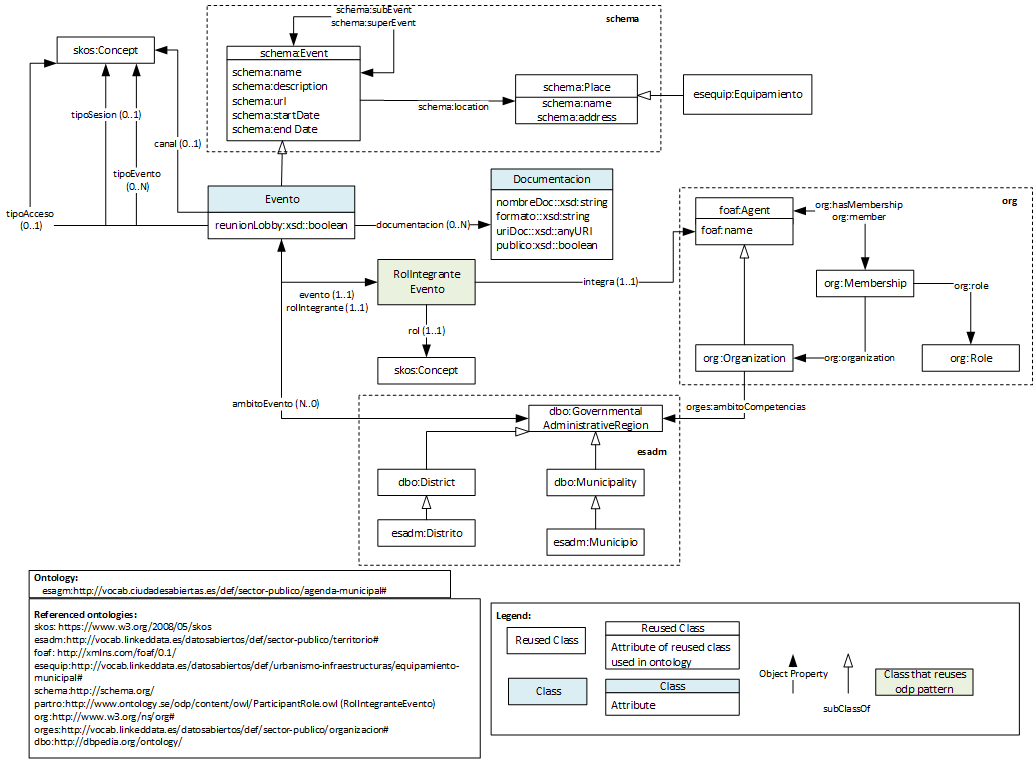 schema:subEvent
schema:superEvent
schema
skos:Concept
schema:Event
schema:name
schema:description
schema:url
schema:startDate
schema:end Date
schema:location
schema:Place
schema:name
schema:address
esequip:Equipamiento
tipoSesion (0..1)
canal (0..1)
tipoEvento
(0..N)
tipoAcceso
(0..1)
Evento
reunionLobby:xsd::boolean
documentacion (0..N)
Documentacion
nombreDoc::xsd:string
formato::xsd:string
uriDoc::xsd::anyURI
publico:xsd::boolean
org
foaf:Agent
foaf:name
org:hasMembership
org:member
org:Membership
org:role
org:Organization
org:organization
org:Role
RolIntegrante
Evento
evento (1..1)
rolIntegrante (1..1)
integra (1..1)
rol (1..1)
skos:Concept
ambitoEvento (N..0)
dbo:Governmental
AdministrativeRegion
orges:ambitoCompetencias
esadm
dbo:District
dbo:Municipality
esadm:Distrito
esadm:Municipio
Ontology:
esagm:http://vocab.ciudadesabiertas.es/def/sector-publico/agenda-municipal#
Referenced ontologies:
skos: https://www.w3.org/2008/05/skos
esadm:http://vocab.linkeddata.es/datosabiertos/def/sector-publico/territorio#
foaf: http://xmlns.com/foaf/0.1/
esequip:http://vocab.linkeddata.es/datosabiertos/def/urbanismo-infraestructuras/equipamiento-
municipal#
schema:http://schema.org/
partro:http://www.ontology.se/odp/content/owl/ParticipantRole.owl (RolIntegranteEvento)
org:http://www.w3/ns/org#
orges:http://vocab.linkeddata.es/datosabiertos/def/sector-publico/organizacion#
dbo:http://dbpedia.org/ontology/
Legend:
Reused Class
Reused Class
Attribute of reused class
used in ontology
Class
Class
Attribute
Object Property
subClassOf
Class that reuses
odp pattern